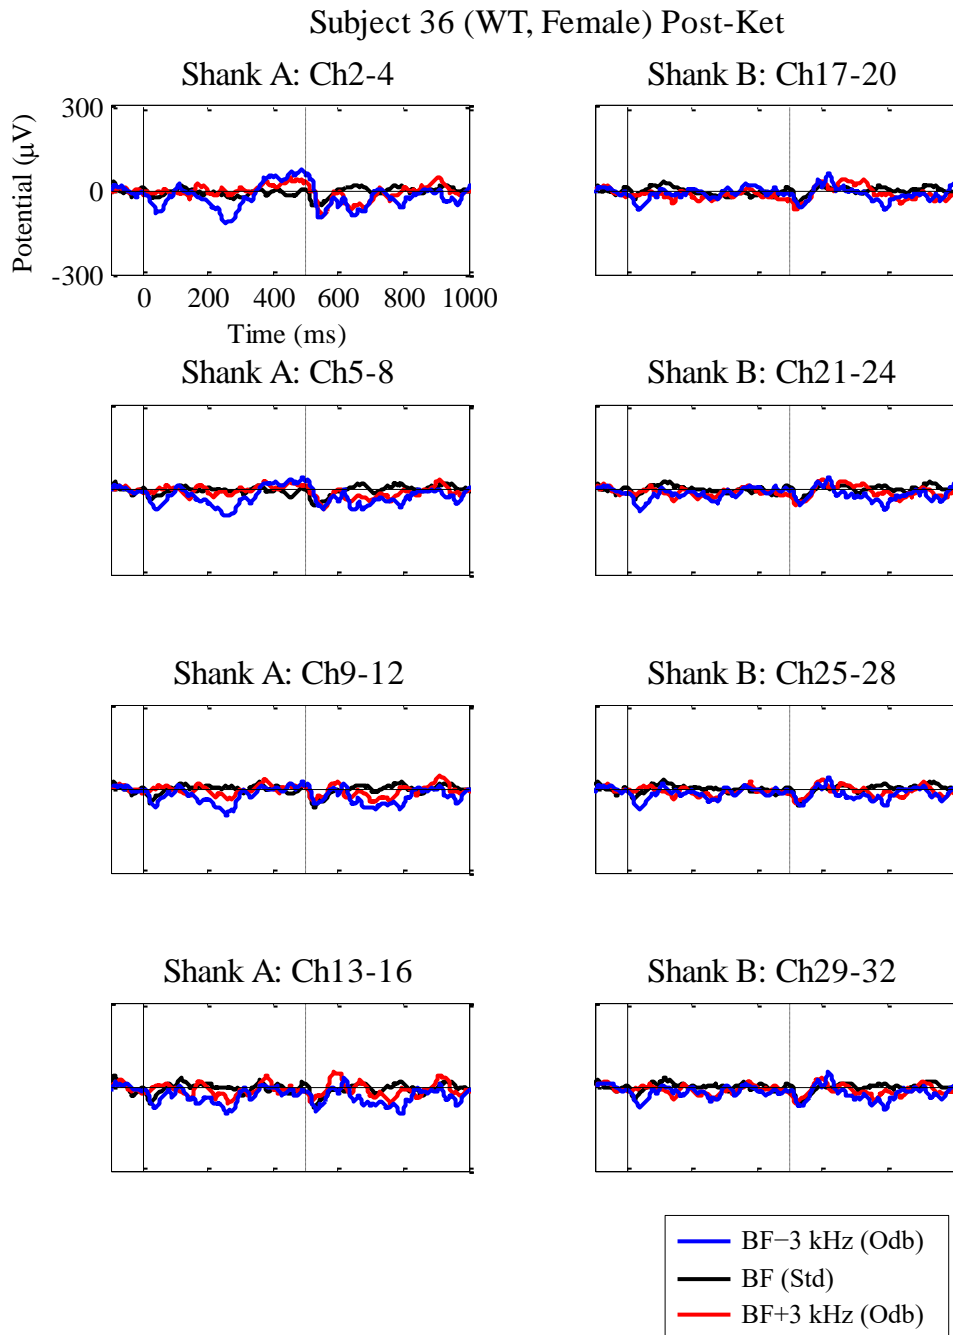 Subject 36 (WT, Female) Post-Ket
Shank A: Ch2-4
Shank B: Ch17-20
Potential (μV)
300
0
-300
0 200 400 600 800 1000
Time (ms)
Shank A: Ch5-8
Shank B: Ch21-24
Shank A: Ch9-12
Shank B: Ch25-28
Shank A: Ch13-16
Shank B: Ch29-32
BF−3 kHz (Odb)
BF (Std)
BF+3 kHz (Odb)